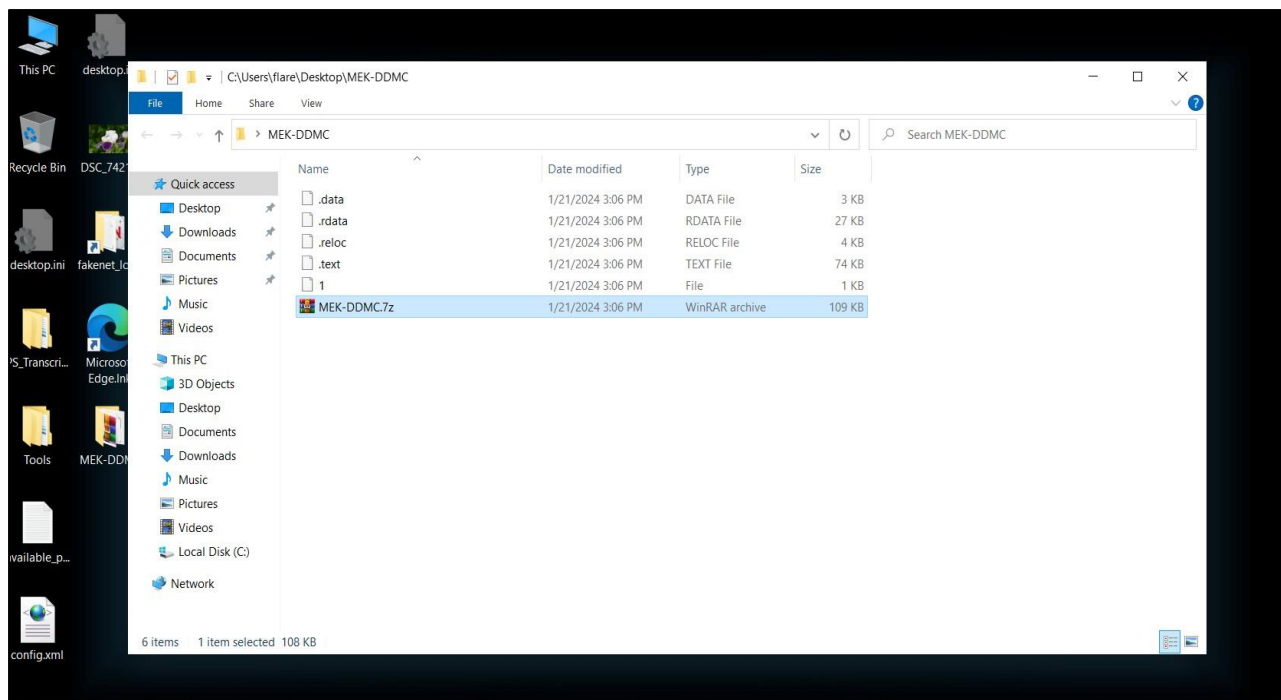 This PC
desktop.i
Recycle Bin
DSC_7421
desktop.ini
fakenet_lo
PS_Transcri...
Microsof
Edge.lnk
Tools
MEK-DDM
available_p...
config.xml
C:\Users\flare\Desktop\MEK-DDMC
File Home Share View
MEK-DDMC
Search MEK-DDMC
Quick access
Desktop
Downloads
Documents
Pictures
Music
Videos
This PC
3D Objects
Desktop
Documents
Downloads
Music
Pictures
Videos
Local Disk (C:)
Network
Name Date modified Type Size
.data 1/21/2024 3:06 PM DATA File 3 KB
.rdata 1/21/2024 3:06 PM RDATA File 27 KB
.reloc 1/21/2024 3:06 PM RELOC File 4 KB
.text 1/21/2024 3:06 PM TEXT File 74 KB
1 1/21/2024 3:06 PM File 1 KB
MEK-DDMC.7z 1/21/2024 3:06 PM WinRAR archive 109 KB
6 items 1 item selected 108 KB